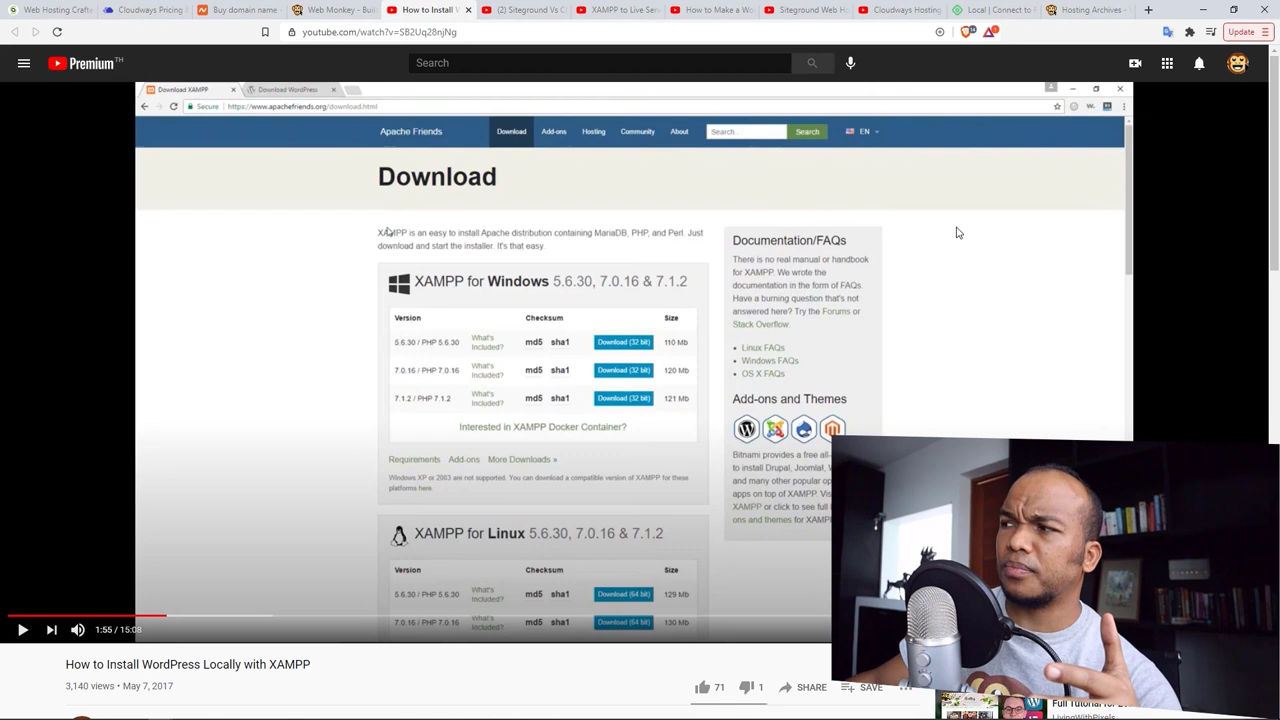 Web Hosting Craft
Cloudways Pricing
Buy domain name -
Web Monkey - Buil
How to Install W
(2) Siteground Vs C
XAMPP to Live Serv
How to Make a Wo
Siteground Web H
Cloudways Hosting
Local | Connect to
Hosting Archives -
youtube.com/watch?v=SB2Uq28njNg
Update
Premium TH
Search
Download XAMPP
Download WordPress
Secure
https://www.apachefriends.org/download.html
Apache Friends
Download
Add-ons
Hosting
Community
About
Search...
Search
EN
Download
XAMPP is an easy to install Apache distribution containing MariaDB, PHP, and Perl. Just
download and start the installer. It's that easy.
XAMPP for Windows 5.6.30, 7.0.16 & 7.1.2
Version Checksum Size
5.6.30 / PHP 5.6.30 What's Included? md5 sha1 Download (32 bit) 110 Mb
7.0.16 / PHP 7.0.16 What's Included? md5 sha1 Download (32 bit) 120 Mb
7.1.2 / PHP 7.1.2 What's Included? md5 sha1 Download (32 bit) 121 Mb
Interested in XAMPP Docker Container?
Requirements Add-ons More Downloads »
Windows XP or 2003 are not supported. You can download a compatible version of XAMPP for these
platforms here.
XAMPP for Linux 5.6.30, 7.0.16 & 7.1.2
Version Checksum Size
5.6.30 / PHP 5.6.30 What's Included? md5 sha1 Download (64 bit) 129 Mb
7.0.16 / PHP 7.0.16 What's md5 sha1 Download (64 bit) 130 Mb
Documentation/FAQs
There is no real manual or handbook
for XAMPP. We wrote the
documentation in the form of FAQs.
Have a burning question that's not
answered here? Try the Forums or
Stack Overflow.
Linux FAQs
Windows FAQs
OS X FAQs
Add-ons and Themes
Bitnami provides a free all-
to install Drupal, Joomla!, W
and many other popular op
apps on top of XAMPP. Vis
XAMPP or click to see full
ons and themes for XAMP
1:55 / 15:08
How to Install WordPress Locally with XAMPP
3,140 views • May 7, 2017
71
1
SHARE
SAVE
Full Tutorial for 20
LivingWithPixels